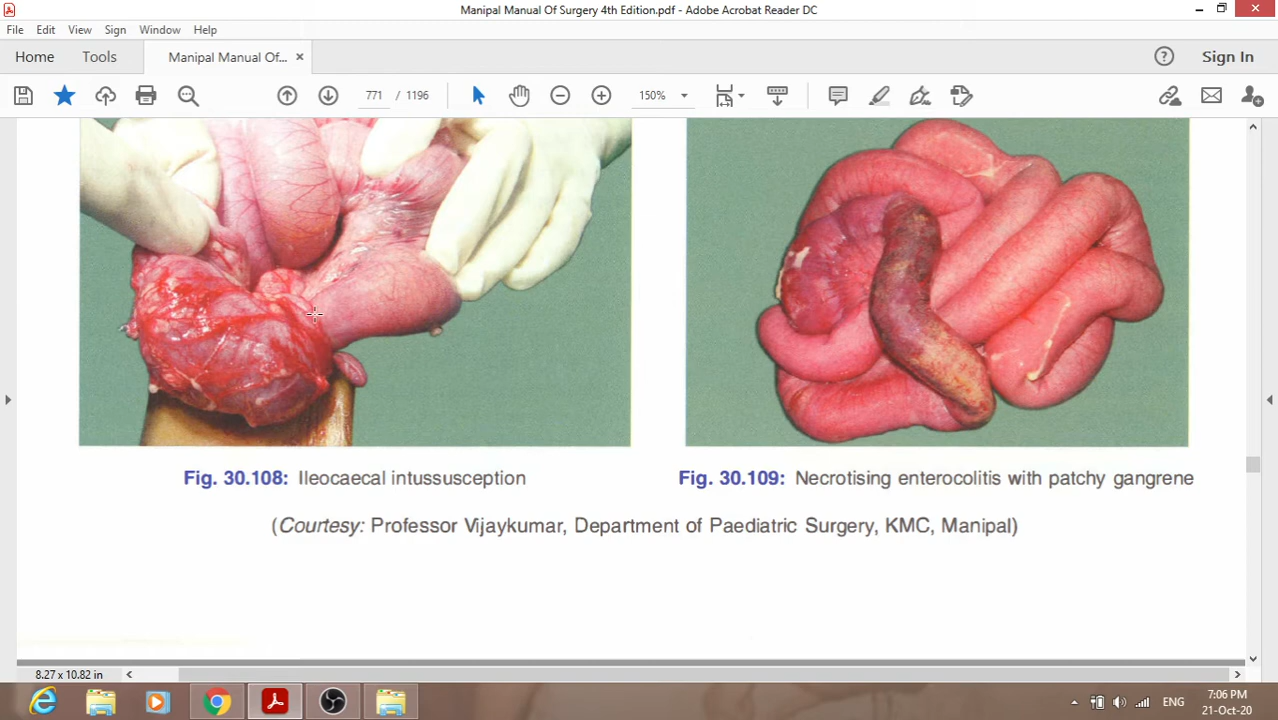 Manipal Manual Of Surgery 4th Edition.pdf - Adobe Acrobat Reader DC
File Edit View Sign Window Help
Home Tools Manipal Manual Of... × Sign In
771 / 1196 150%
Fig. 30.108: Ileocaecal intussusception
Fig. 30.109: Necrotising enterocolitis with patchy gangrene
(Courtesy: Professor Vijaykumar, Department of Paediatric Surgery, KMC, Manipal)
8.27 x 10.82 in
ENG
7:06 PM
21-Oct-20